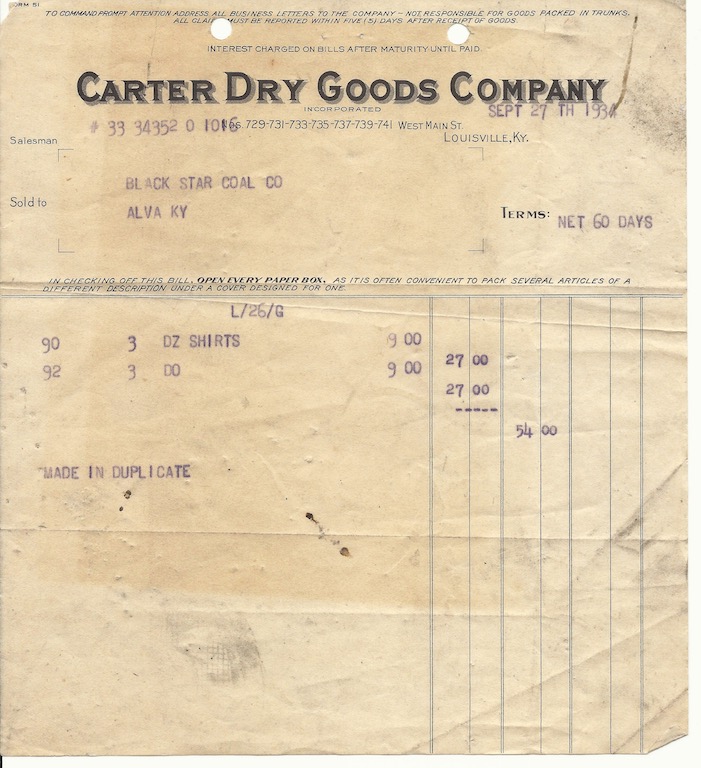 FORM 51
TO COMMAND PROMPT ATTENTION ADDRESS ALL BUSINESS LETTERS TO THE COMPANY - NOT RESPONSIBLE FOR GOODS PACKED IN TRUNKS.
ALL CLAIMS MUST BE REPORTED WITHIN FIVE (5) DAYS AFTER RECEIPT OF GOODS.
INTEREST CHARGED ON BILLS AFTER MATURITY UNTIL PAID
CARTER DRY GOODS COMPANY
INCORPORATED
SEPT 27 TH 1934
# 33 34352 0 1016
Nos. 729-731-733-735-737-739-741 WEST MAIN ST.
Salesman
LOUISVILLE, KY.
BLACK STAR COAL CO
Sold to
ALVA KY
TERMS: NET 60 DAYS
IN CHECKING OFF THIS BILL, OPEN EVERY PAPER BOX, AS IT IS OFTEN CONVENIENT TO PACK SEVERAL ARTICLES OF A
DIFFERENT DESCRIPTION UNDER A COVER DESIGNED FOR ONE.
L/26/G
90 3 DZ SHIRTS 9 00 27 00
92 3 DO 9 00 27 00
-----
54 00
"MADE IN DUPLICATE